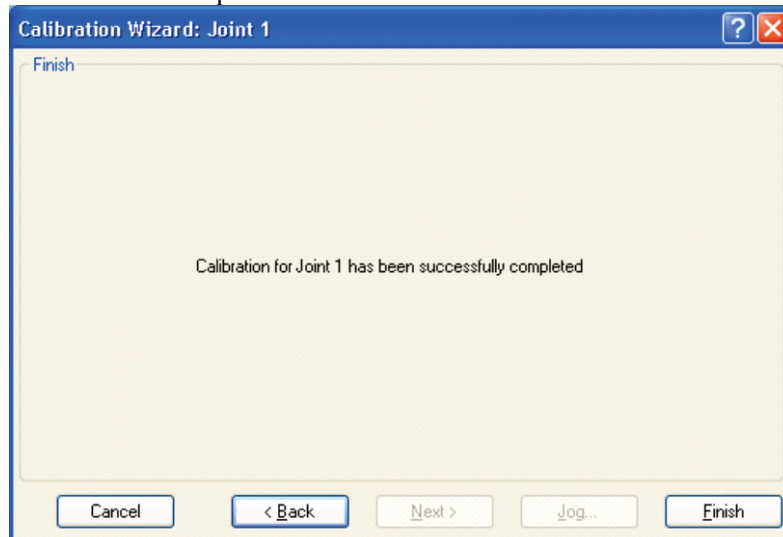 Calibration Wizard: Joint 1
Finish
Calibration for Joint 1 has been successfully completed
Cancel
< Back
Next >
Jog...
Finish